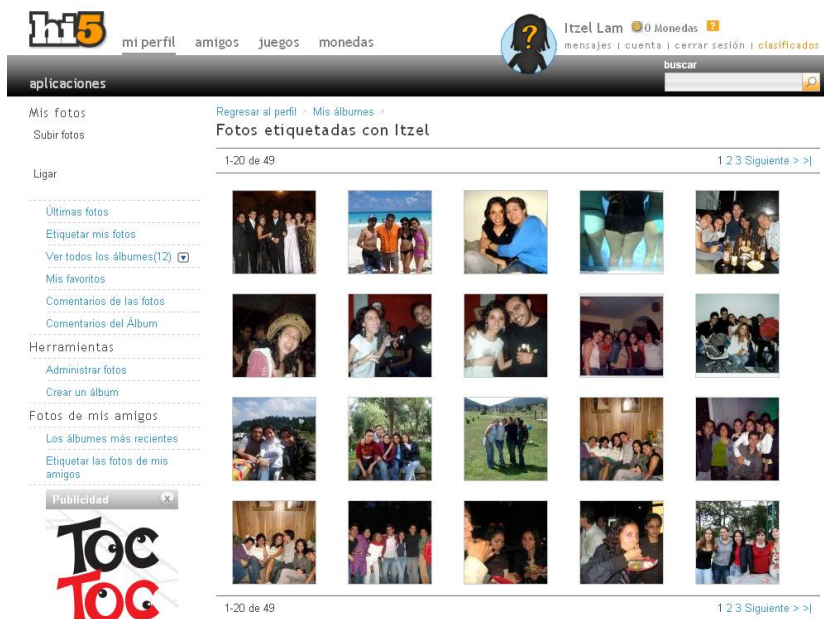 hi5
mi perfil amigos juegos monedas
Itzel Lam 0 Monedas ?
mensajes | cuenta | cerrar sesión | clasificados
buscar
aplicaciones
Mis fotos
Subir fotos
Ligar
Últimas fotos
Etiquetar mis fotos
Ver todos los álbumes(12)
Mis favoritos
Comentarios de las fotos
Comentarios del Álbum
Herramientas
Administrar fotos
Crear un álbum
Fotos de mis amigos
Los álbumes más recientes
Etiquetar las fotos de mis
amigos
Publicidad X
TOC
TOC
Regresar al perfil > Mis álbumes >
Fotos etiquetadas con Itzel
1-20 de 49 1 2 3 Siguiente > >|
1-20 de 49 1 2 3 Siguiente > >|